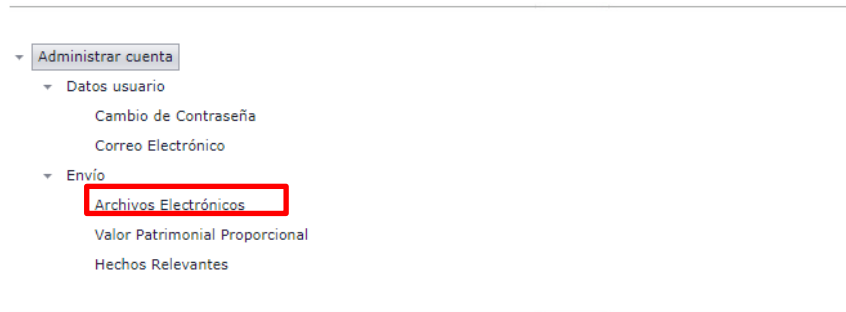 Administrar cuenta
Datos usuario
Cambio de Contraseña
Correo Electrónico
Envío
Archivos Electrónicos
Valor Patrimonial Proporcional
Hechos Relevantes